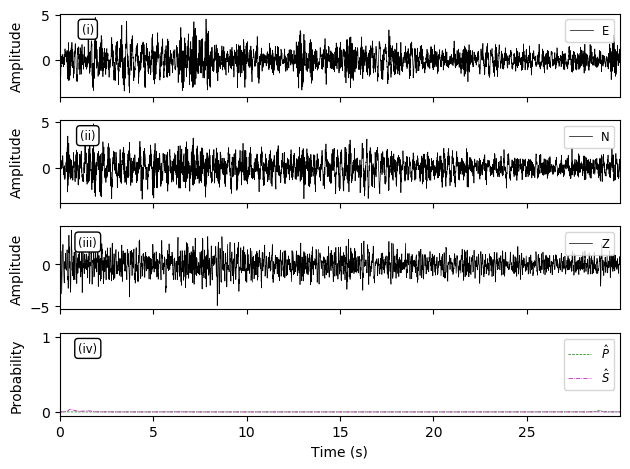 5
0
Amplitude
(i)
E
5
0
Amplitude
(ii)
N
0
−5
Amplitude
(iii)
Z
1
0
Probability
(iv)
P̂
Ŝ
0 5 10 15 20 25
Time (s)